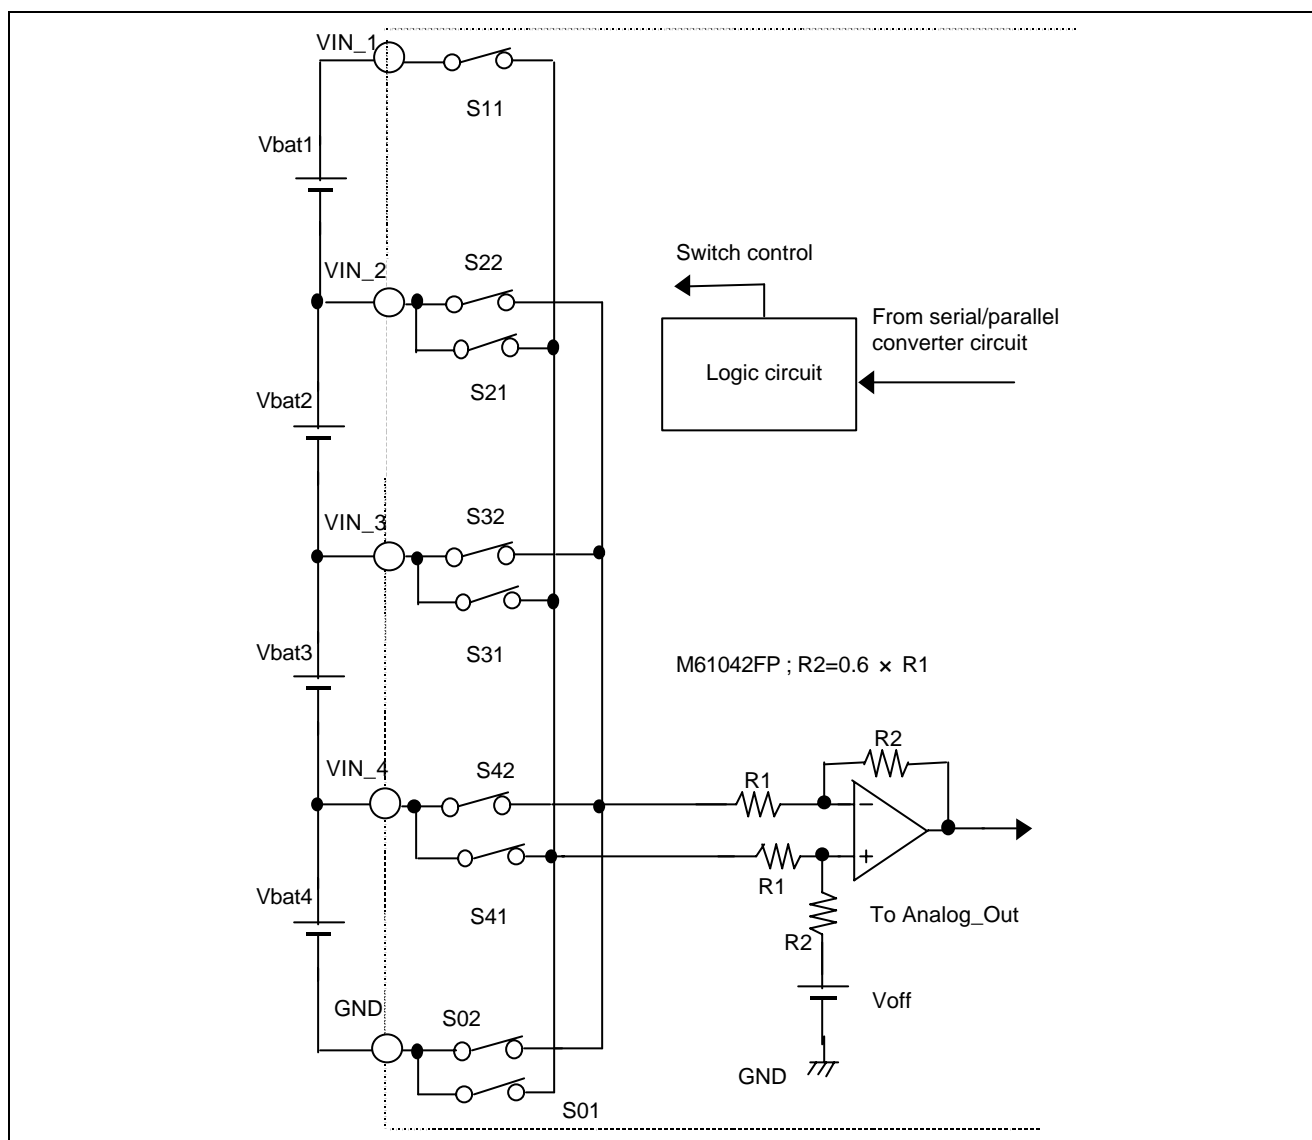 VIN_1
S11
Vbat1
Switch control
S22
VIN_2
From serial/parallel
converter circuit
Logic circuit
S21
Vbat2
S32
VIN_3
Vbat3
S31
M61042FP ; R2=0.6 × R1
R2
VIN_4
S42
R1
−
+
R1
Vbat4
S41
To Analog_Out
R2
GND
S02
Voff
GND
S01